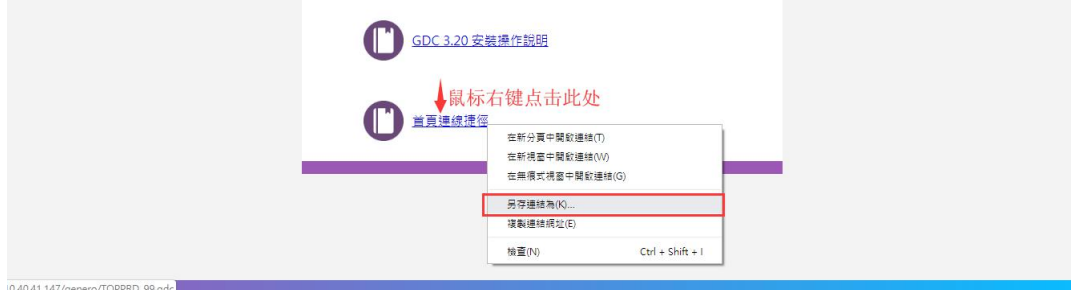 GDC 3.20 安裝操作說明
鼠标右键点击此处
首頁連線捷徑
在新分頁中開啟連結(T)
在新視窗中開啟連結(W)
在無痕式視窗中開啟連結(G)
另存連結為(K)...
複製連結網址(E)
檢查(N) Ctrl + Shift + I
0.40.41.147/genero/TOPPRD_99.gdc